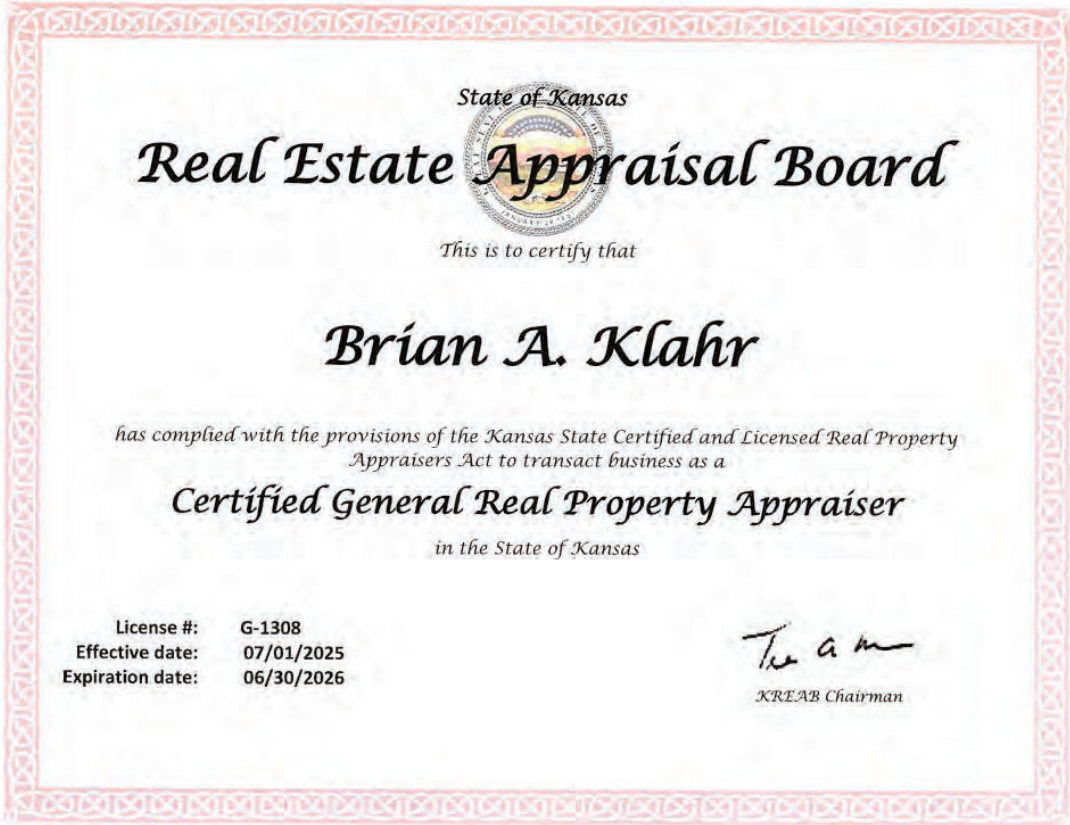 State of Kansas
Real Estate Appraisal Board
This is to certify that
Brian A. Klahr
has complied with the provisions of the Kansas State Certified and Licensed Real Property
Appraisers Act to transact business as a
Certified General Real Property Appraiser
in the State of Kansas
License #: G-1308
Effective date: 07/01/2025
Expiration date: 06/30/2026
KREAB Chairman